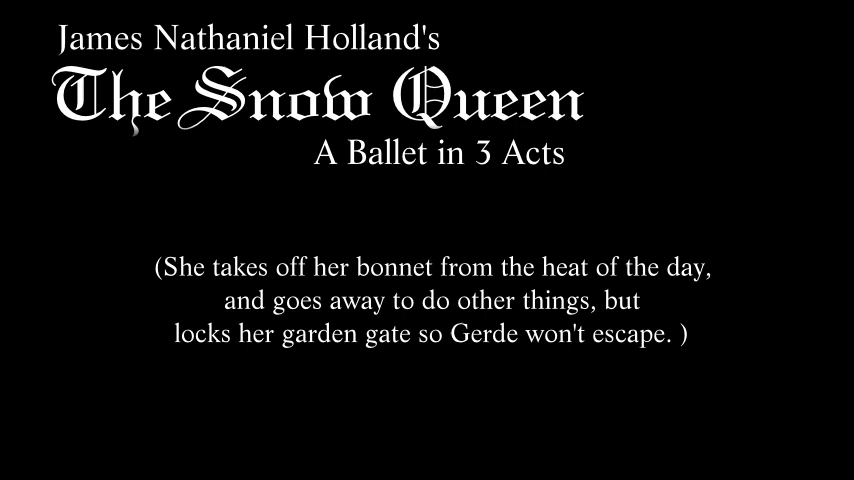 James Nathaniel Holland's
The Snow Queen
A Ballet in 3 Acts
(She takes off her bonnet from the heat of the day,
and goes away to do other things, but
locks her garden gate so Gerde won't escape. )